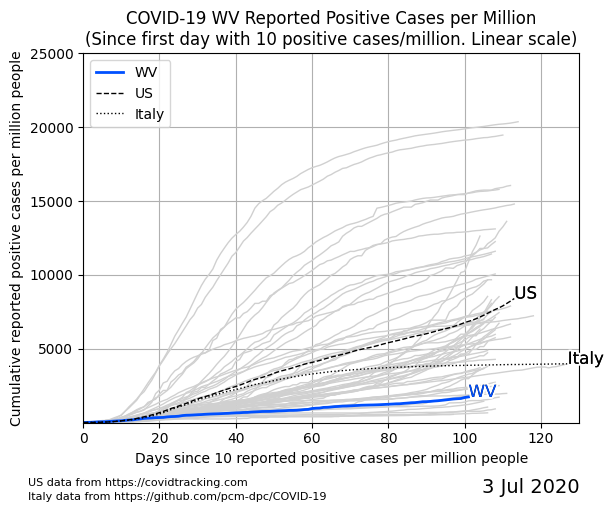 COVID-19 WV Reported Positive Cases per Million
(Since first day with 10 positive cases/million. Linear scale)
Cumulative reported positive cases per million people
25000
20000
15000
10000
5000
WV
US
Italy
US
Italy
WV
0
20
40
60
80
100
120
Days since 10 reported positive cases per million people
US data from https://covidtracking.com
Italy data from https://github.com/pcm-dpc/COVID-19
3 Jul 2020